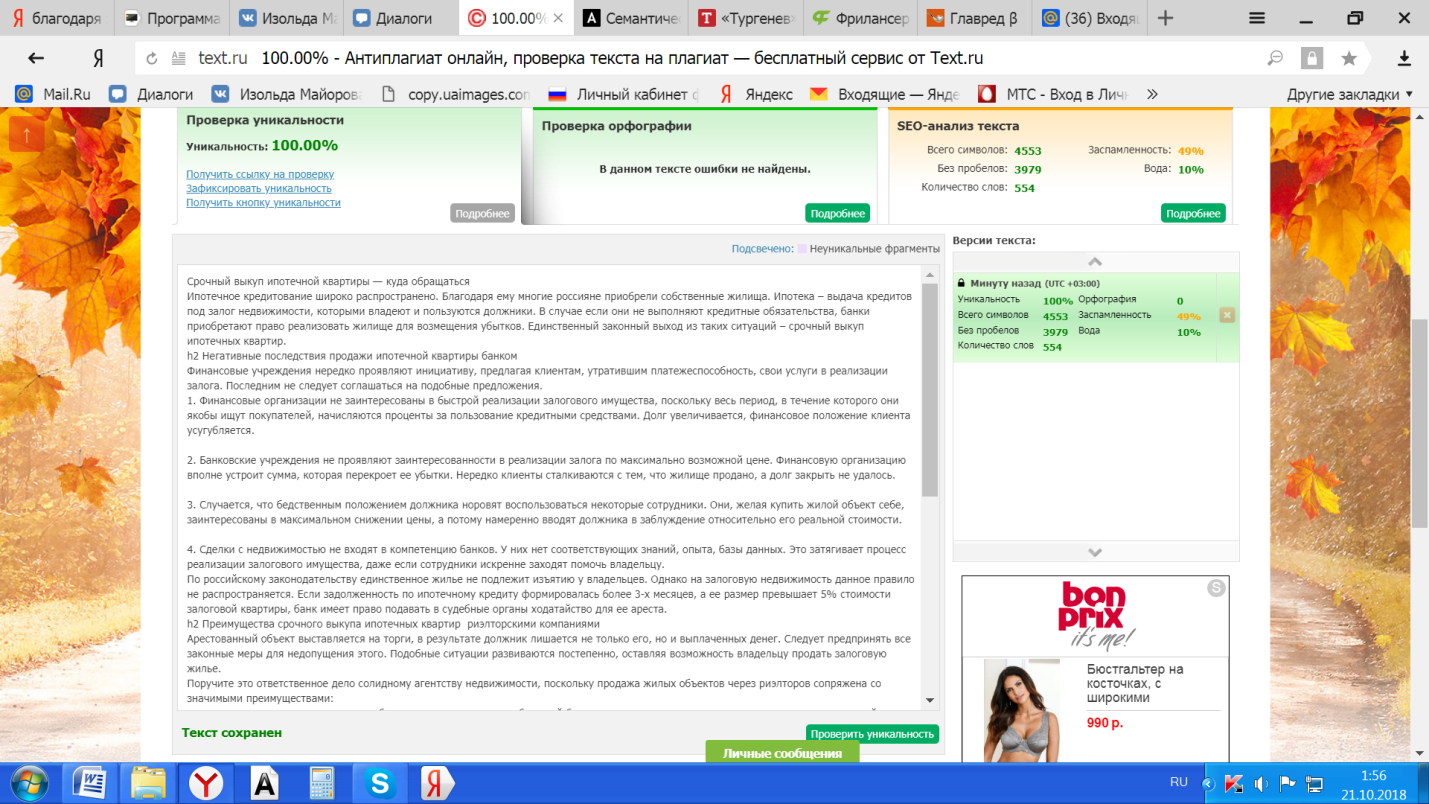 благодаря
Программа
Изольда Ма
Диалоги
100.00%
Семантичес
«Тургенев»
Фрилансер
Главред β
(36) Входящ
text.ru 100.00% - Антиплагиат онлайн, проверка текста на плагиат — бесплатный сервис от Text.ru
Mail.Ru
Диалоги
Изольда Майорова
copy.uaimages.com
Личный кабинет ф
Яндекс
Входящие — Янде
МТС - Вход в Личн
Другие закладки
Проверка уникальности
Уникальность: 100.00%
Получить ссылку на проверку
Зафиксировать уникальность
Получить кнопку уникальности
Подробнее
Проверка орфографии
В данном тексте ошибки не найдены.
Подробнее
SEO-анализ текста
Всего символов: 4553 Заспамленность: 49%
Без пробелов: 3979 Вода: 10%
Количество слов: 554
Подробнее
Подсвечено: Неуникальные фрагменты
Срочный выкуп ипотечной квартиры — куда обращаться
Ипотечное кредитование широко распространено. Благодаря ему многие россияне приобрели собственные жилища. Ипотека – выдача кредитов
под залог недвижимости, которыми владеют и пользуются должники. В случае если они не выполняют кредитные обязательства, банки
приобретают право реализовать жилище для возмещения убытков. Единственный законный выход из таких ситуаций – срочный выкуп
ипотечных квартир.
h2 Негативные последствия продажи ипотечной квартиры банком
Финансовые учреждения нередко проявляют инициативу, предлагая клиентам, утратившим платежеспособность, свои услуги в реализации
залога. Последним не следует соглашаться на подобные предложения.
1. Финансовые организации не заинтересованы в быстрой реализации залогового имущества, поскольку весь период, в течение которого они
якобы ищут покупателей, начисляются проценты за пользование кредитными средствами. Долг увеличивается, финансовое положение клиента
усугубляется.
2. Банковские учреждения не проявляют заинтересованности в реализации залога по максимально возможной цене. Финансовую организацию
вполне устроит сумма, которая перекроет ее убытки. Нередко клиенты сталкиваются с тем, что жилище продано, а долг закрыть не удалось.
3. Случается, что бедственным положением должника норовят воспользоваться некоторые сотрудники. Они, желая купить жилой объект себе,
заинтересованы в максимальном снижении цены, а потому намеренно вводят должника в заблуждение относительно его реальной стоимости.
4. Сделки с недвижимостью не входят в компетенцию банков. У них нет соответствующих знаний, опыта, базы данных. Это затягивает процесс
реализации залогового имущества, даже если сотрудники искренне заходят помочь владельцу.
По российскому законодательству единственное жилье не подлежит изъятию у владельцев. Однако на залоговую недвижимость данное правило
не распространяется. Если задолженность по ипотечному кредиту формировалась более 3-х месяцев, а ее размер превышает 5% стоимости
залоговой квартиры, банк имеет право подавать в судебные органы ходатайство для ее ареста.
h2 Преимущества срочного выкупа ипотечных квартир риэлторскими компаниями
Арестованный объект выставляется на торги, в результате должник лишается не только его, но и выплаченных денег. Следует предпринять все
законные меры для недопущения этого. Подобные ситуации развиваются постепенно, оставляя возможность владельцу продать залоговую
жилье.
Поручите это ответственное дело солидному агентству недвижимости, поскольку продажа жилых объектов через риэлторов сопряжена со
значимыми преимуществами:
Текст сохранен
Проверить уникальность
Личные сообщения
Версии текста:
Минуту назад (UTC +03:00)
Уникальность 100% Орфография 0
Всего символов 4553 Заспамленность 49%
Без пробелов 3979 Вода 10%
Количество слов 554
bon
prix
it's me!
Бюстгальтер на
косточках, с
широкими
990 р.
RU
1:56
21.10.2018